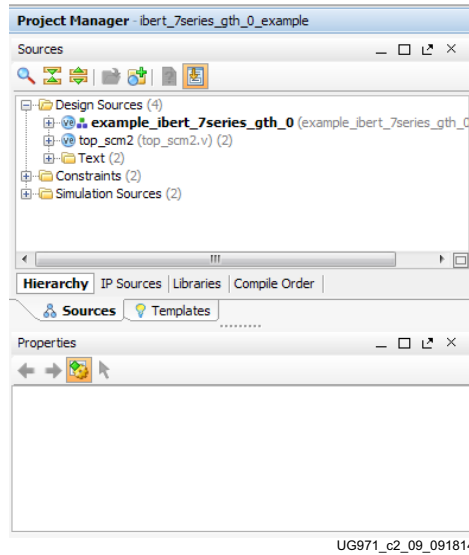 Project Manager - ibert_7series_gth_0_example
Sources
Design Sources (4)
example_ibert_7series_gth_0 (example_ibert_7series_gth_0
top_scm2 (top_scm2.v) (2)
Text (2)
Constraints (2)
Simulation Sources (2)
Hierarchy IP Sources Libraries Compile Order
Sources Templates
Properties
UG971_c2_09_091814